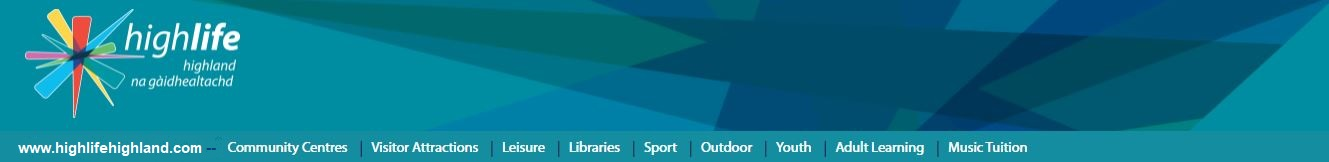 highlife
highland
na gàidhealtachd
www.highlifehighland.com -- Community Centres | Visitor Attractions | Leisure | Libraries | Sport | Outdoor | Youth | Adult Learning | Music Tuition